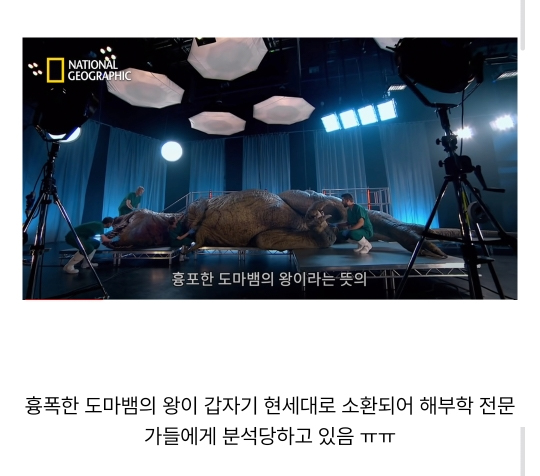 NATIONAL
GEOGRAPHIC
흉포한 도마뱀의 왕이라는 뜻의
흉폭한 도마뱀의 왕이 갑자기 현세대로 소환되어 해부학 전문
가들에게 분석당하고 있음 ㅠㅠ